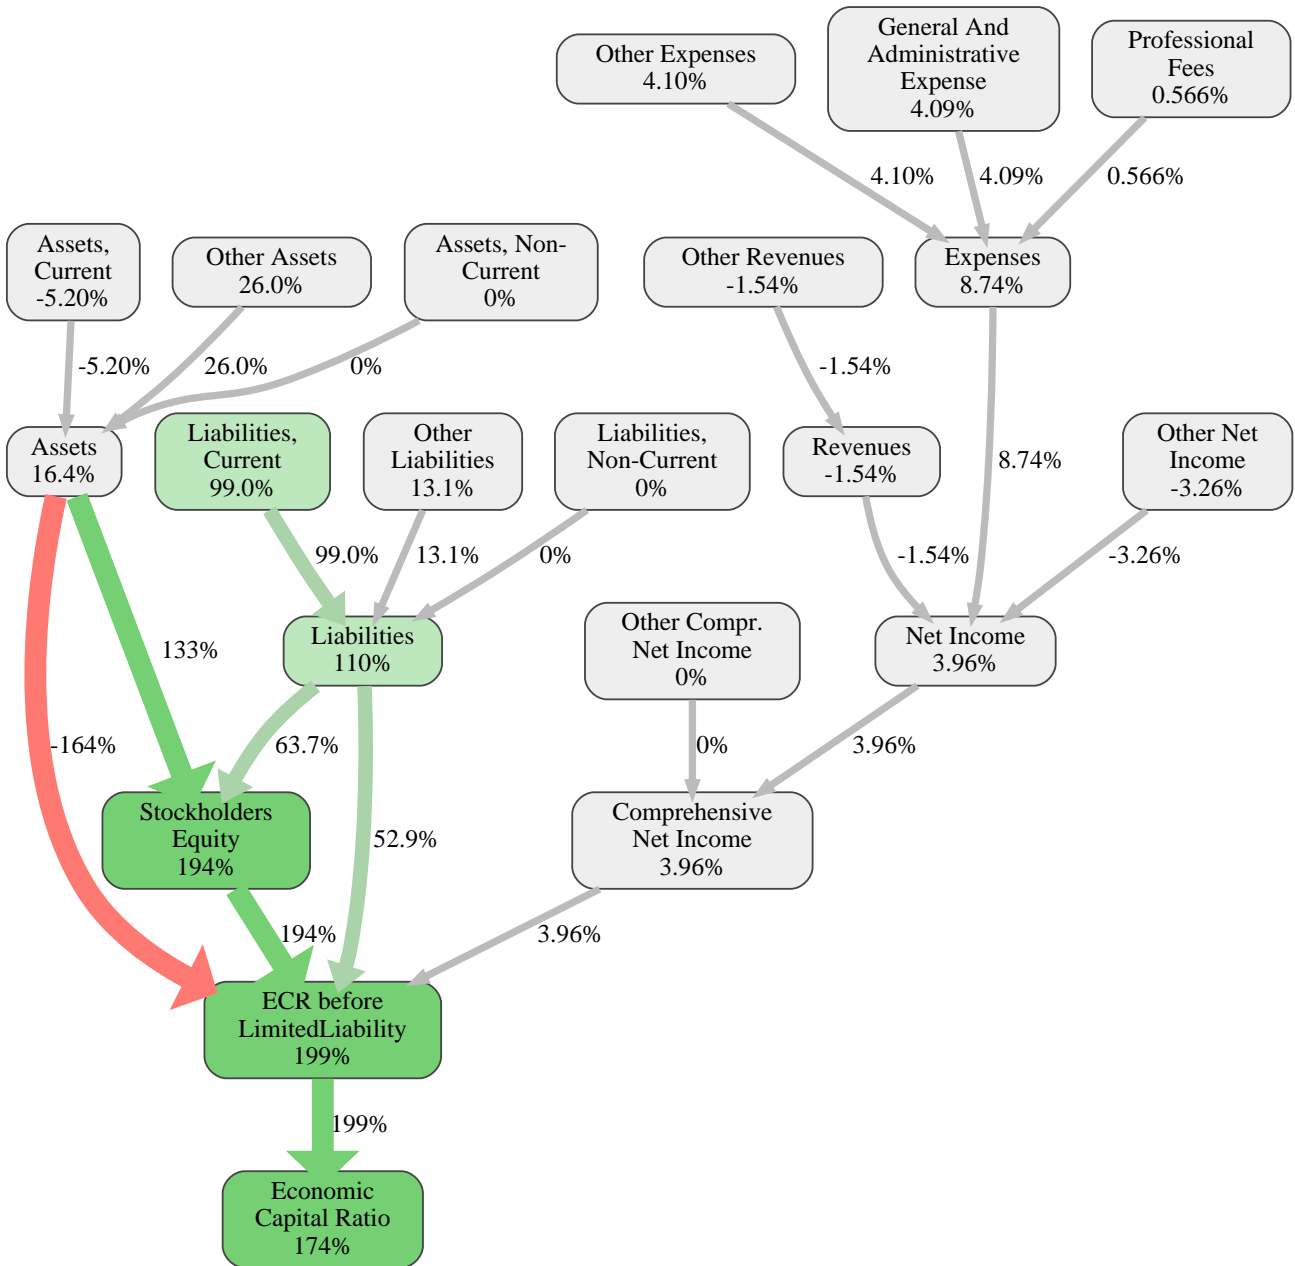 Other Expenses
4.10%
General And
Administrative
Expense
4.09%
Professional
Fees
0.566%
4.10%
4.09%
0.566%
Assets,
Current
-5.20%
Other Assets
26.0%
Assets, Non-
Current
0%
Other Revenues
-1.54%
Expenses
8.74%
-5.20%
26.0%
0%
-1.54%
Assets
16.4%
Liabilities,
Current
99.0%
Other
Liabilities
13.1%
Liabilities,
Non-Current
0%
Revenues
-1.54%
8.74%
Other Net
Income
-3.26%
99.0%
13.1%
0%
-1.54%
-3.26%
133%
Liabilities
110%
Other Compr.
Net Income
0%
Net Income
3.96%
-164%
63.7%
0%
3.96%
Stockholders
Equity
194%
52.9%
Comprehensive
Net Income
3.96%
194%
3.96%
ECR before
LimitedLiability
199%
199%
Economic
Capital Ratio
174%